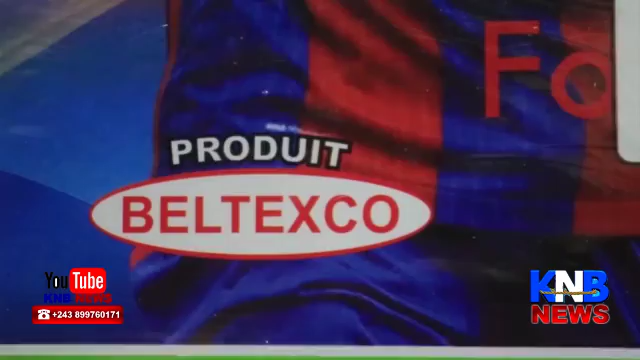 Fo
PRODUIT
BELTEXCO
YouTube
KNB NEWS
+243 899760171
KNB
NEWS